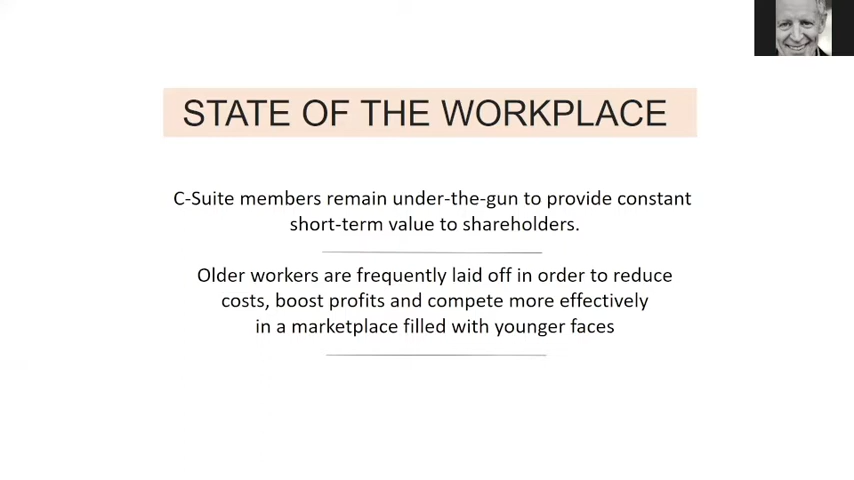 STATE OF THE WORKPLACE
C-Suite members remain under-the-gun to provide constant
short-term value to shareholders.
Older workers are frequently laid off in order to reduce
costs, boost profits and compete more effectively
in a marketplace filled with younger faces